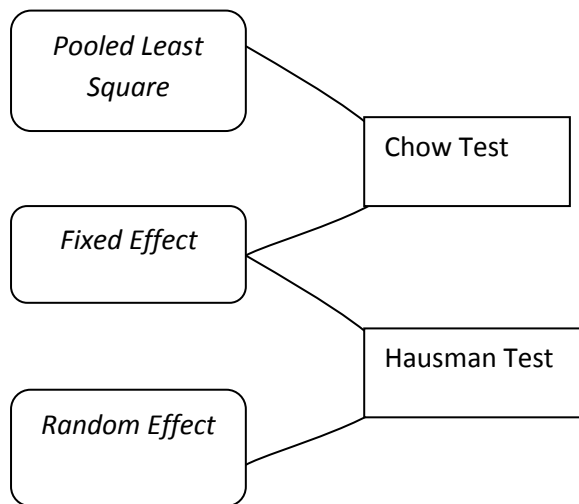 Pooled Least
Square
Chow Test
Fixed Effect
Hausman Test
Random Effect